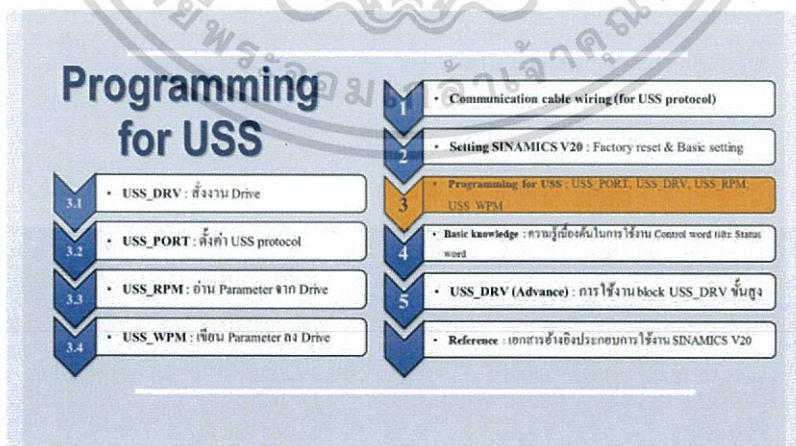 Programming
for USS
3.1
• USS_DRV : สั่งงาน Drive
3.2
• USS_PORT : ตั้งค่า USS protocol
3.3
• USS_RPM : อ่าน Parameter จาก Drive
3.4
• USS_WPM : เขียน Parameter ลง Drive
1
• Communication cable wiring (for USS protocol)
2
• Setting SINAMICS V20 : Factory reset & Basic setting
3
• Programming for USS : USS_PORT, USS_DRV, USS_RPM,
USS_WPM
4
• Basic knowledge : ความรู้เบื้องต้นในการใช้งาน Control word และ Status
word
5
• USS_DRV (Advance) : การใช้งาน block USS_DRV ขั้นสูง
• Reference : เอกสารอ้างอิงประกอบการใช้งาน SINAMICS V20